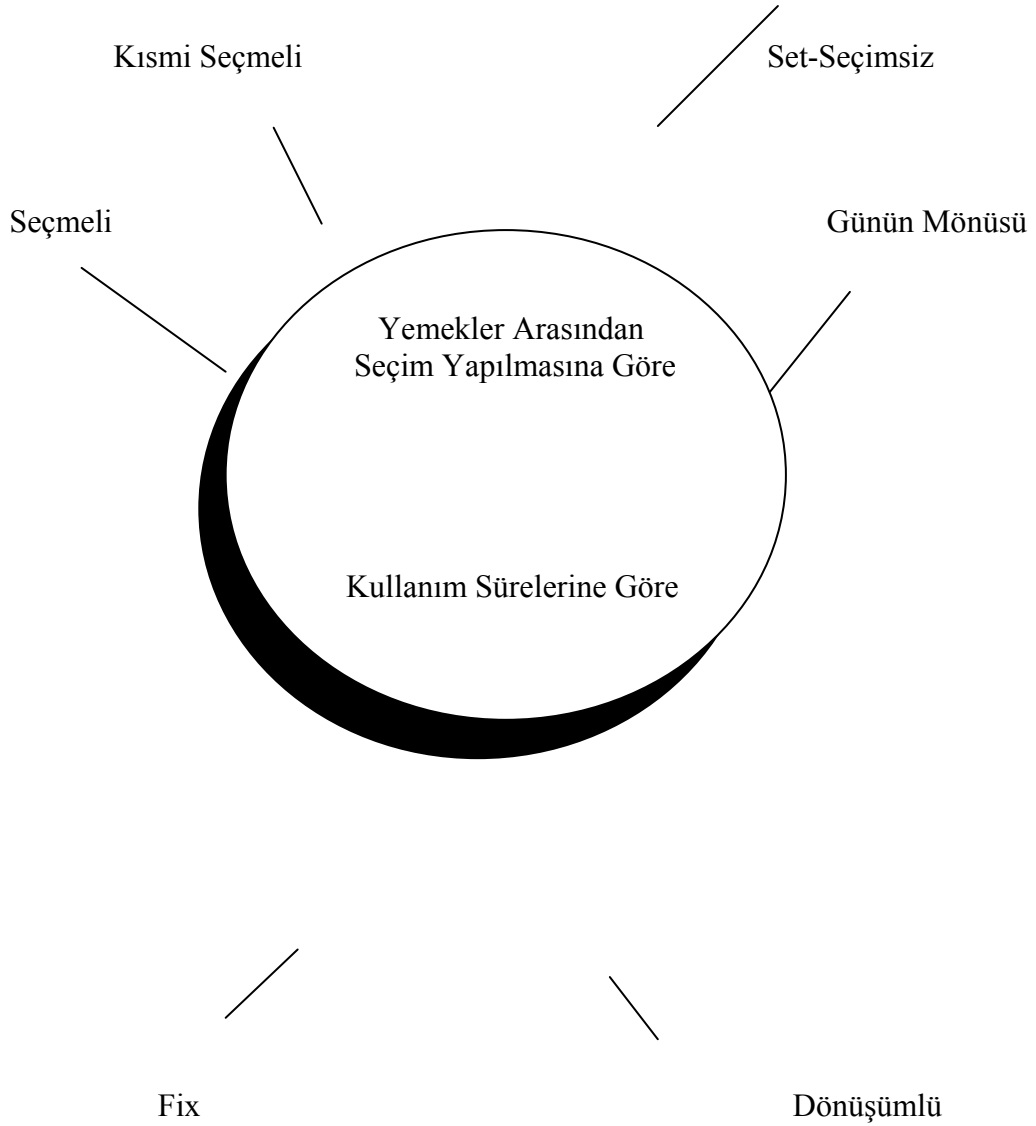 Kısmi Seçmeli
Set-Seçimsiz
Seçmeli
Günün Mönüsü
Yemekler Arasından
Seçim Yapılmasına Göre
Kullanım Sürelerine Göre
Fix
Dönüşümlü